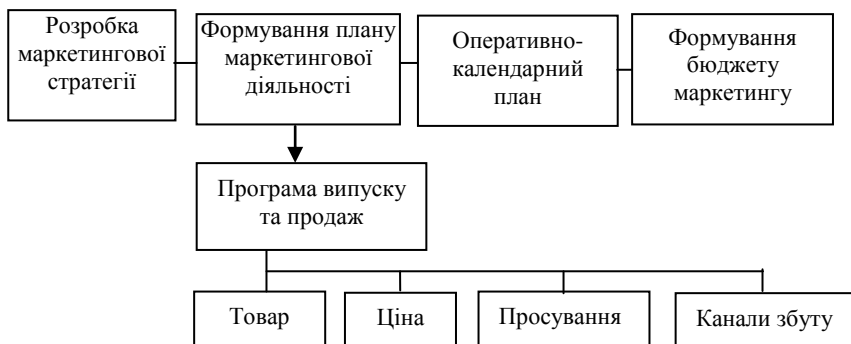 Розробка
маркетингової
стратегії
Формування плану
маркетингової
діяльності
Оперативно-
календарний
план
Формування
бюджету
маркетингу
Програма випуску
та продаж
Товар
Ціна
Просування
Канали збуту